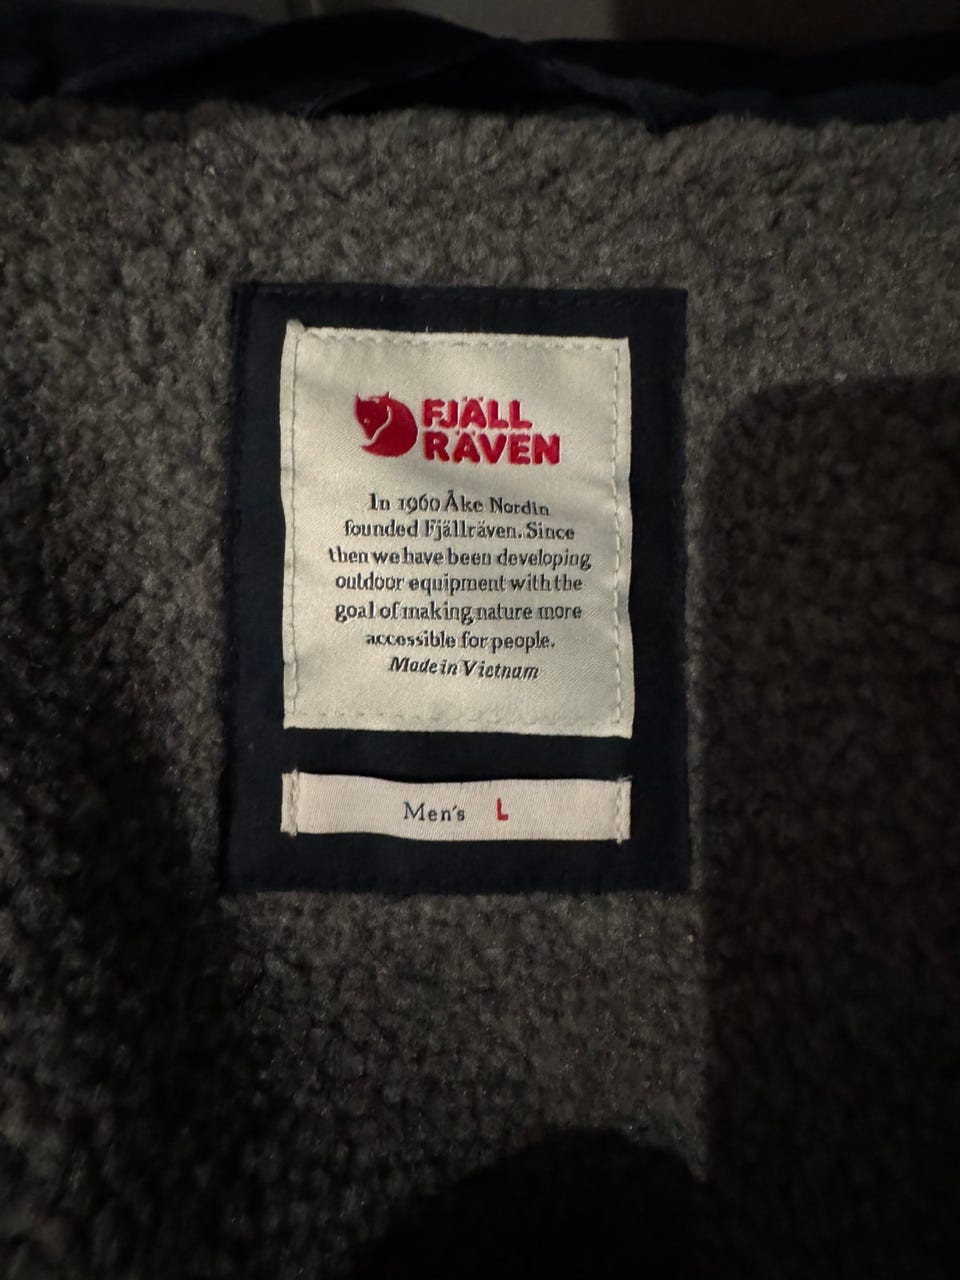 FJÄLL
RÄVEN
In 1960 Åke Nordin
founded Fjällräven. Since
then we have been developing
outdoor equipment with the
goal of making nature more
accessible for people.
Made in Vietnam
Men's L